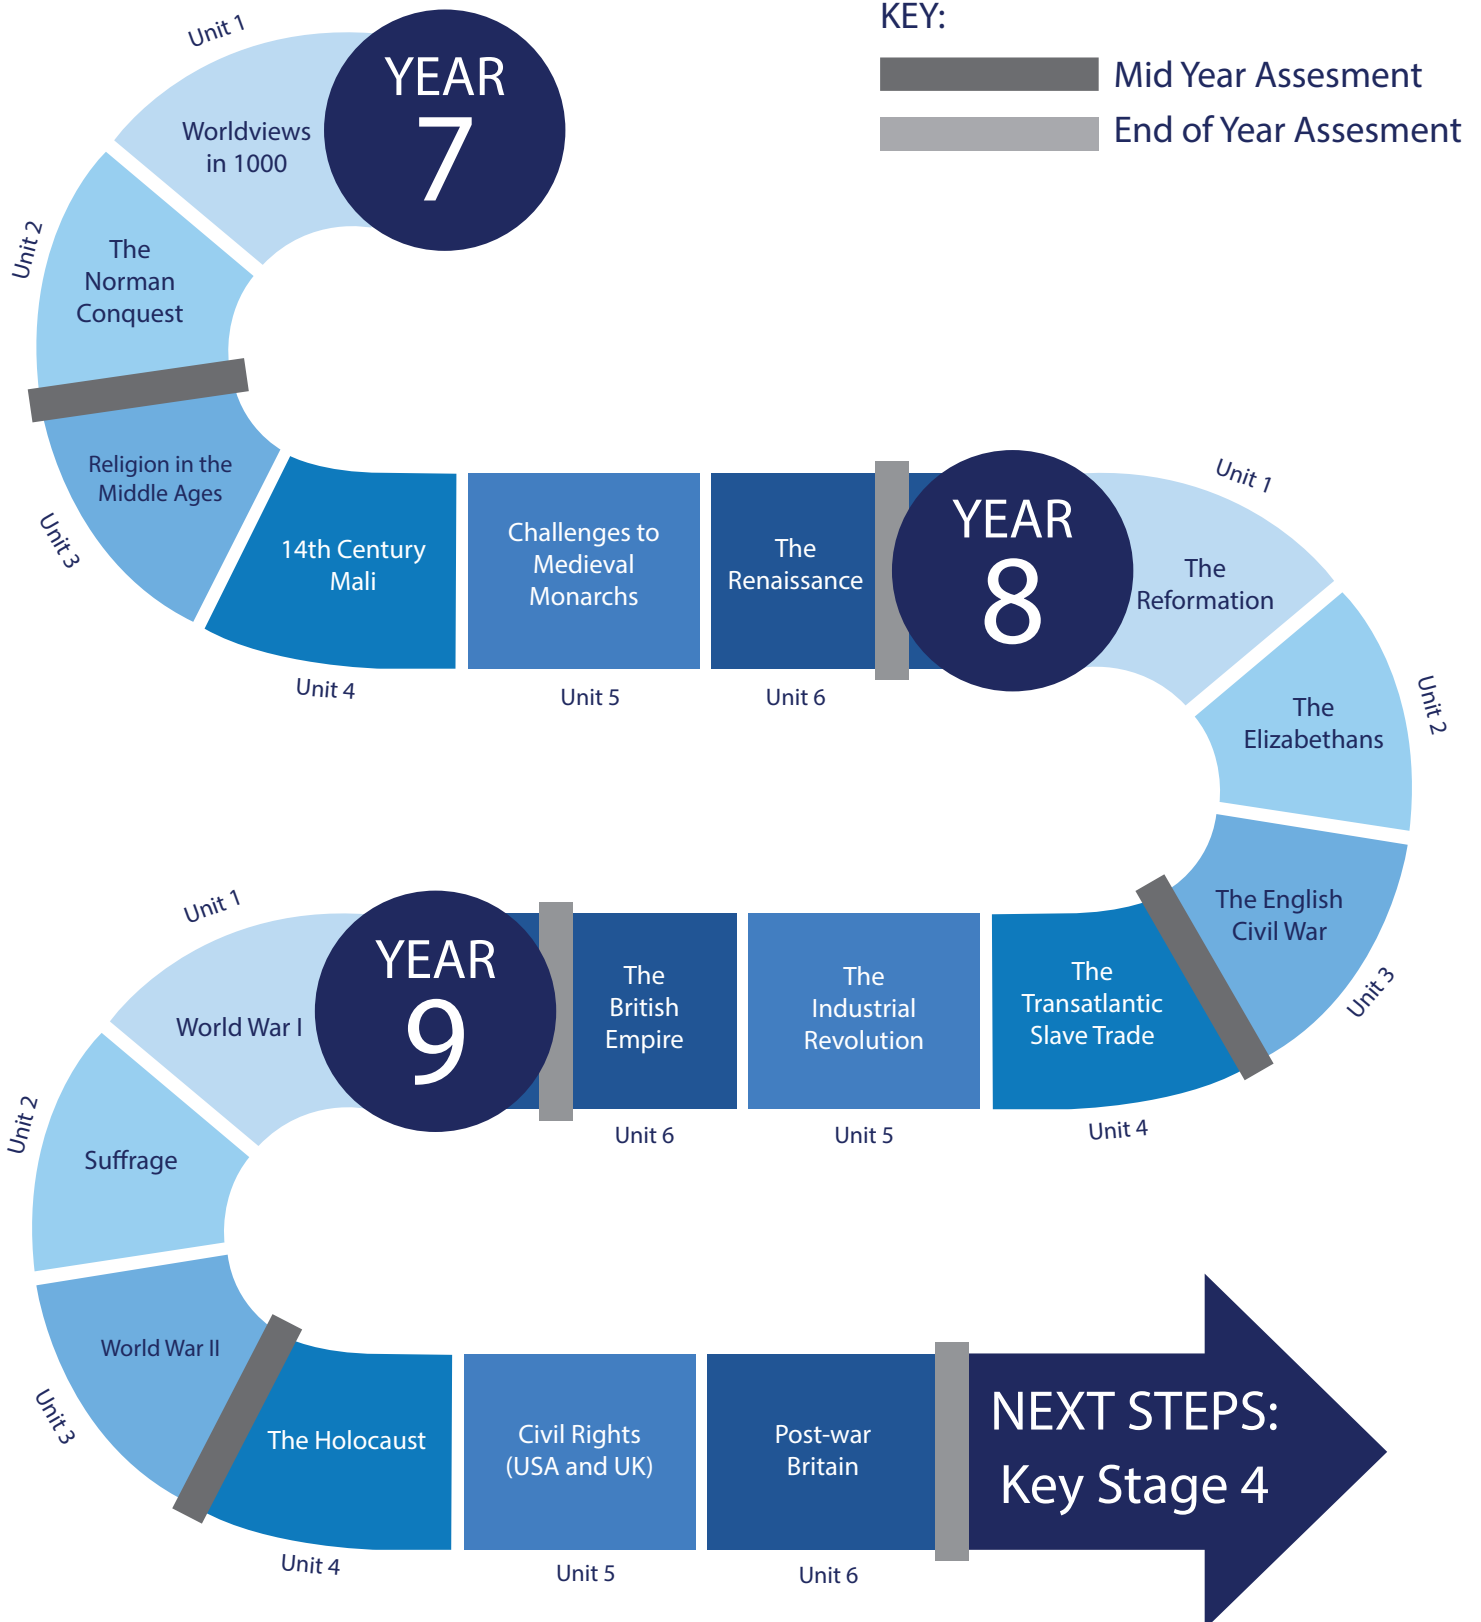 KEY:
Mid Year Assesment
End of Year Assesment
YEAR
7
Unit 1
Worldviews
in 1000
Unit 2
The
Norman
Conquest
Unit 3
Religion in the
Middle Ages
14th Century
Mali
Unit 4
Challenges to
Medieval
Monarchs
Unit 5
The
Renaissance
Unit 6
YEAR
8
Unit 1
The
Reformation
Unit 2
The
Elizabethans
The English
Civil War
Unit 3
The
Transatlantic
Slave Trade
Unit 4
The
Industrial
Revolution
Unit 5
The
British
Empire
Unit 6
YEAR
9
Unit 1
World War I
Unit 2
Suffrage
World War II
Unit 3
The Holocaust
Unit 4
Civil Rights
(USA and UK)
Unit 5
Post-war
Britain
Unit 6
NEXT STEPS:
Key Stage 4